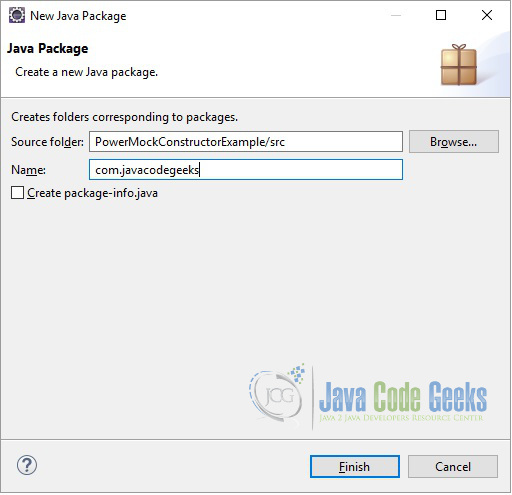 New Java Package
Java Package
Create a new Java package.
Creates folders corresponding to packages.
Source folder: PowerMockConstructorExample/src Browse...
Name: com.javacodegeeks
Create package-info.java
JCG Java Code Geeks
Java 2 Java Developers Resource Center
? Finish Cancel